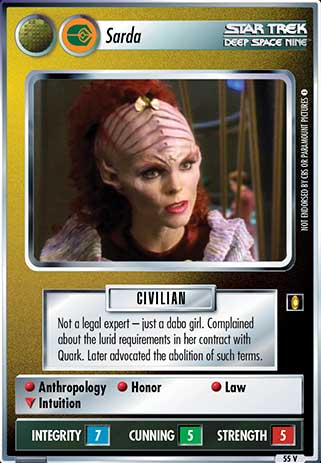 Sarda
STAR TREK
DEEP SPACE NINE
NOT ENDORSED BY CBS OR PARAMOUNT PICTURES
CIVILIAN
Not a legal expert – just a dabo girl. Complained
about the lurid requirements in her contract with
Quark. Later advocated the abolition of such terms.
Anthropology Honor Law
Intuition
INTEGRITY 7 CUNNING 5 STRENGTH 5
55 V